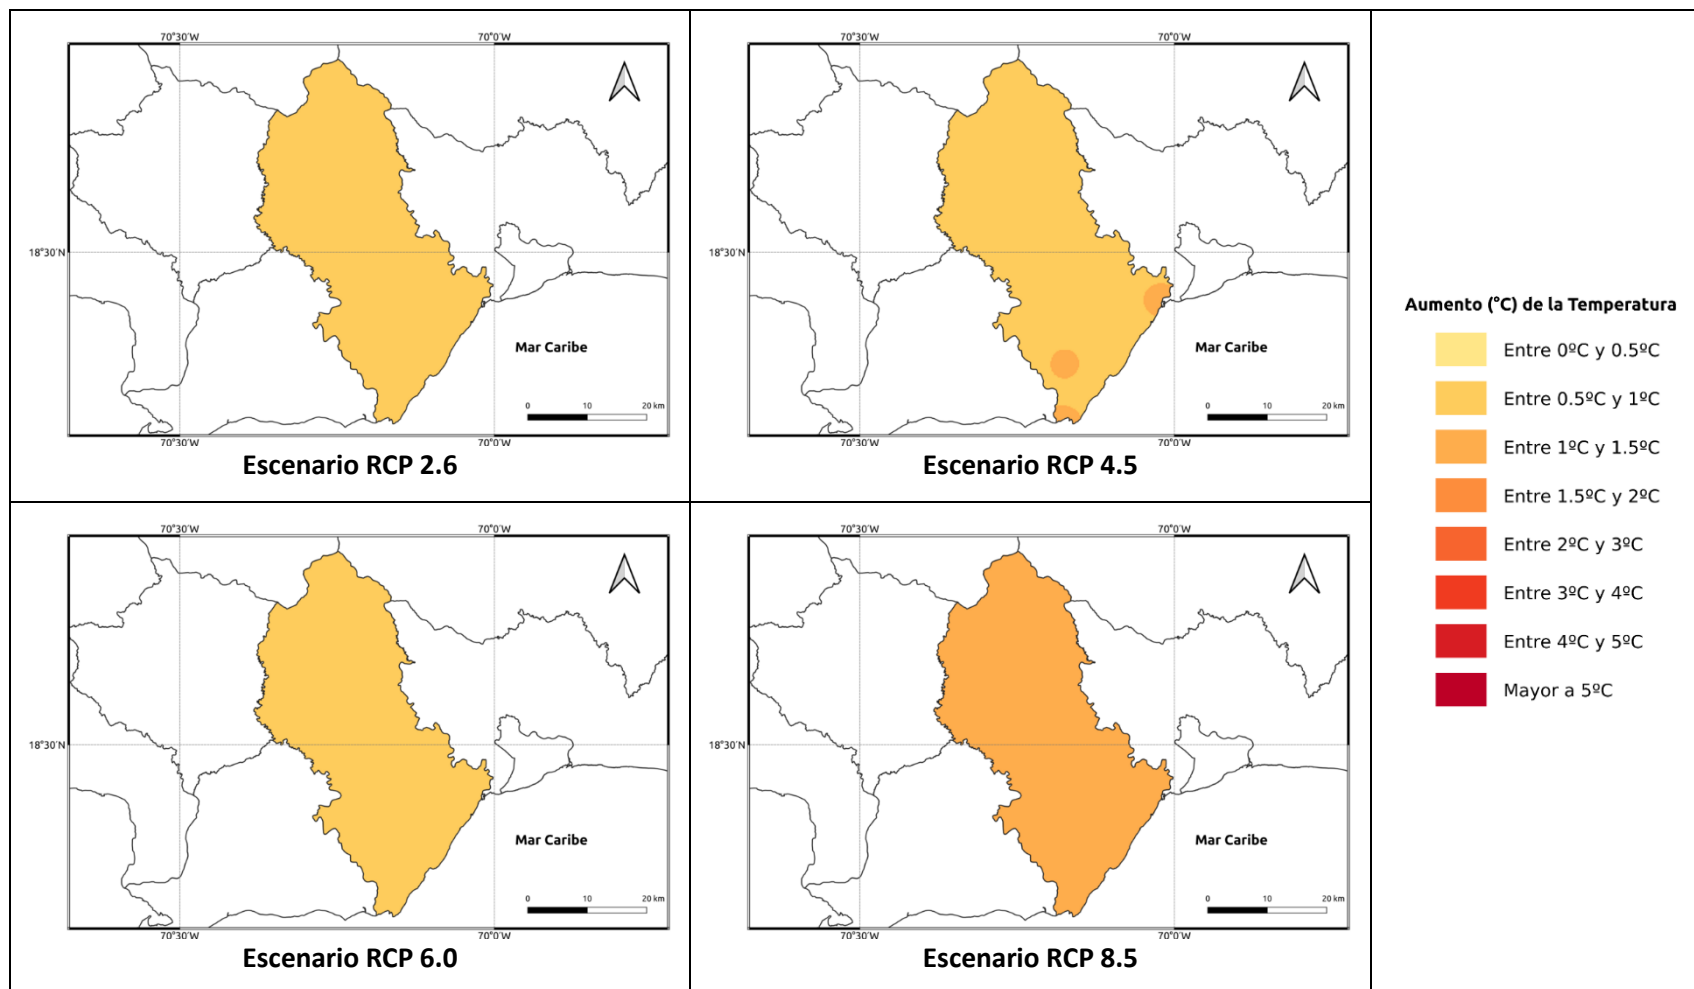 70°30'W
70°0'W
18°30'N
Mar Caribe
0
10
20 km
70°30'W
70°0'W
Escenario RCP 2.6
70°30'W
70°0'W
18°30'N
Mar Caribe
0
10
20 km
70°30'W
70°0'W
Escenario RCP 4.5
70°30'W
70°0'W
18°30'N
Mar Caribe
0
10
20 km
70°30'W
70°0'W
Escenario RCP 6.0
70°30'W
70°0'W
18°30'N
Mar Caribe
0
10
20 km
70°30'W
70°0'W
Escenario RCP 8.5
Aumento (°C) de la Temperatura
Entre 0ºC y 0.5ºC
Entre 0.5ºC y 1ºC
Entre 1ºC y 1.5ºC
Entre 1.5ºC y 2ºC
Entre 2ºC y 3ºC
Entre 3ºC y 4ºC
Entre 4ºC y 5ºC
Mayor a 5ºC